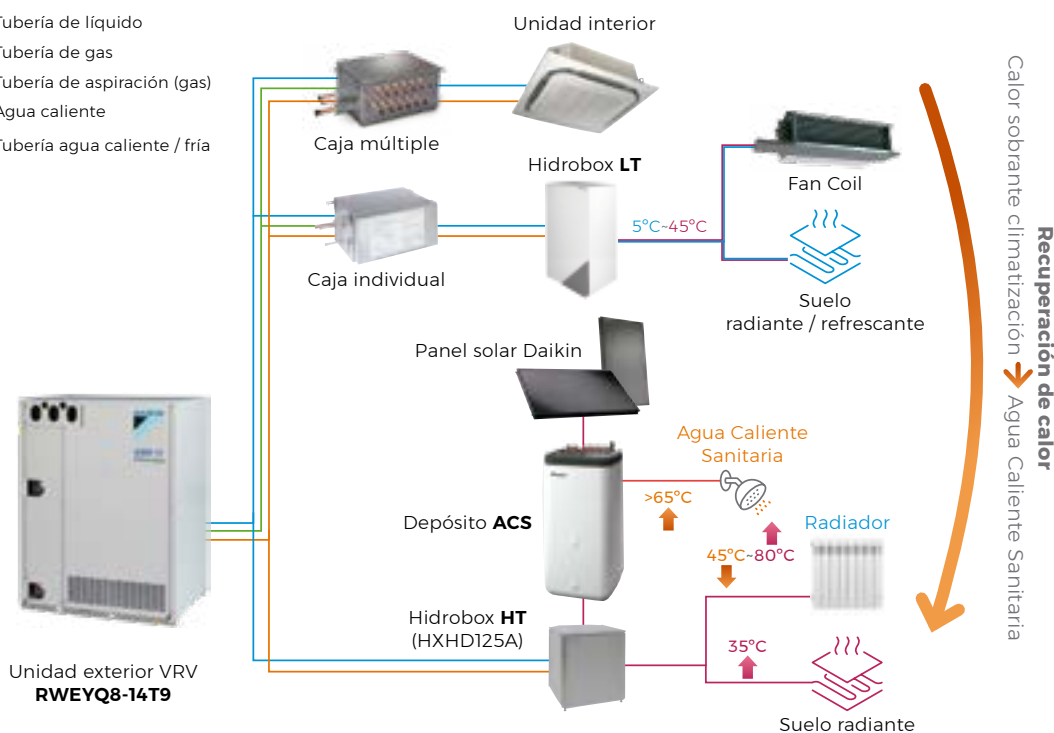 Tubería de líquido
Tubería de gas
Tubería de aspiración (gas)
Agua caliente
Tubería agua caliente / fría
Unidad interior
Caja múltiple
Hidrobox LT
Fan Coil
5°C~45°C
Caja individual
Suelo
radiante / refrescante
Panel solar Daikin
Agua Caliente
Sanitaria
>65°C
Depósito ACS
Radiador
45°C~80°C
Hidrobox HT
(HXHD125A)
35°C
Unidad exterior VRV
RWEYQ8-14T9
Suelo radiante
Recuperación de calor
Calor sobrante climatización Agua Caliente Sanitaria